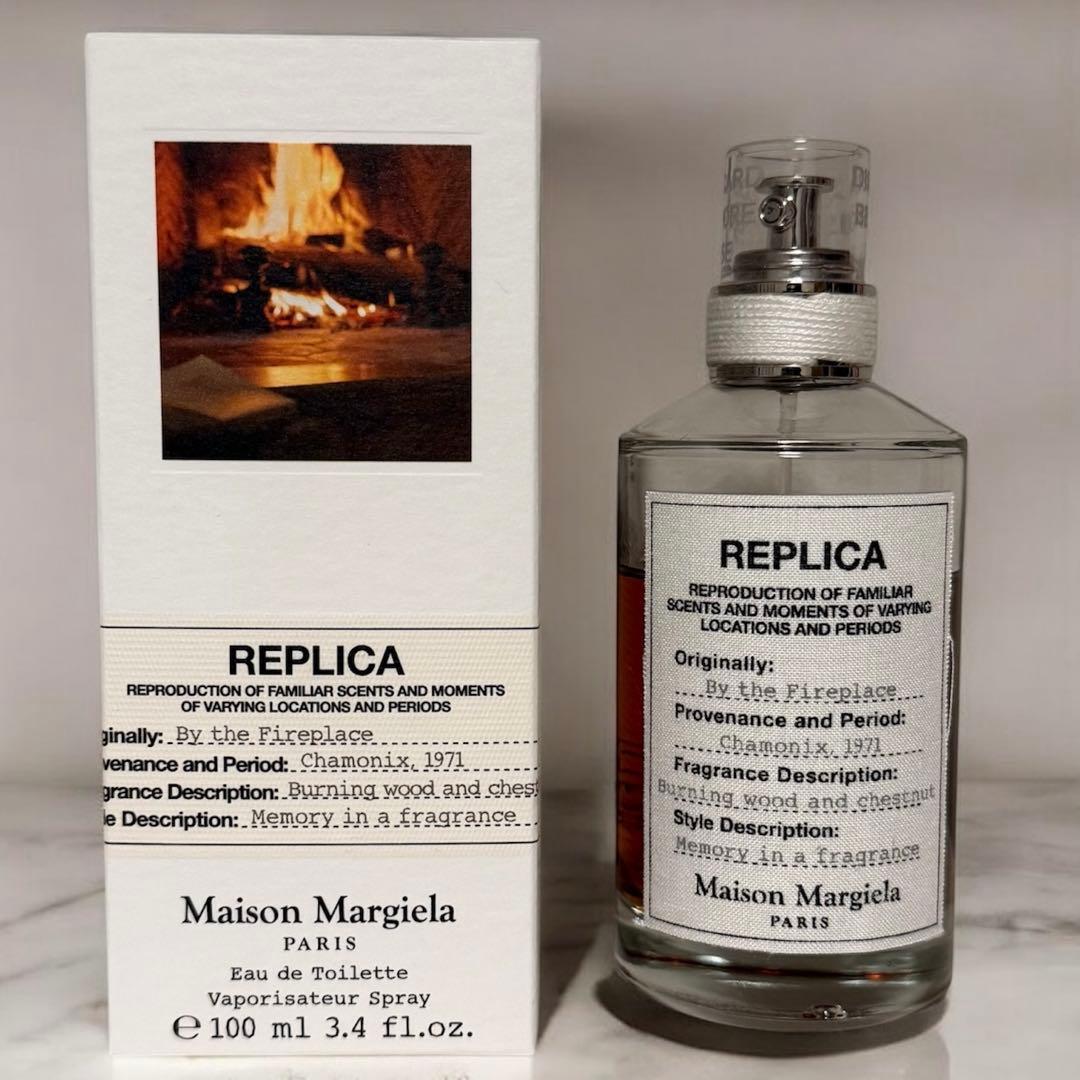 REPLICA
REPRODUCTION OF FAMILIAR SCENTS AND MOMENTS
OF VARYING LOCATIONS AND PERIODS
ginally: By the Fireplace
venance and Period: Chamonix, 1971
grance Description: Burning wood and chest
le Description: Memory in a fragrance
Maison Margiela
PARIS
Eau de Toilette
Vaporisateur Spray
℮ 100 ml 3.4 fl.oz.
REPLICA
REPRODUCTION OF FAMILIAR
SCENTS AND MOMENTS OF VARYING
LOCATIONS AND PERIODS
Originally:
By the Fireplace
Provenance and Period:
Chamonix, 1971
Fragrance Description:
Burning wood and chestnut
Style Description:
Memory in a fragrance
Maison Margiela
PARIS